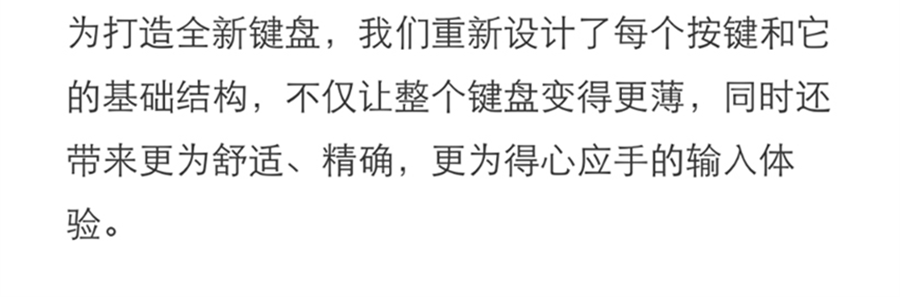 为打造全新键盘，我们重新设计了每个按键和它
的基础结构，不仅让整个键盘变得更薄，同时还
带来更为舒适、精确，更为得心应手的输入体
验。